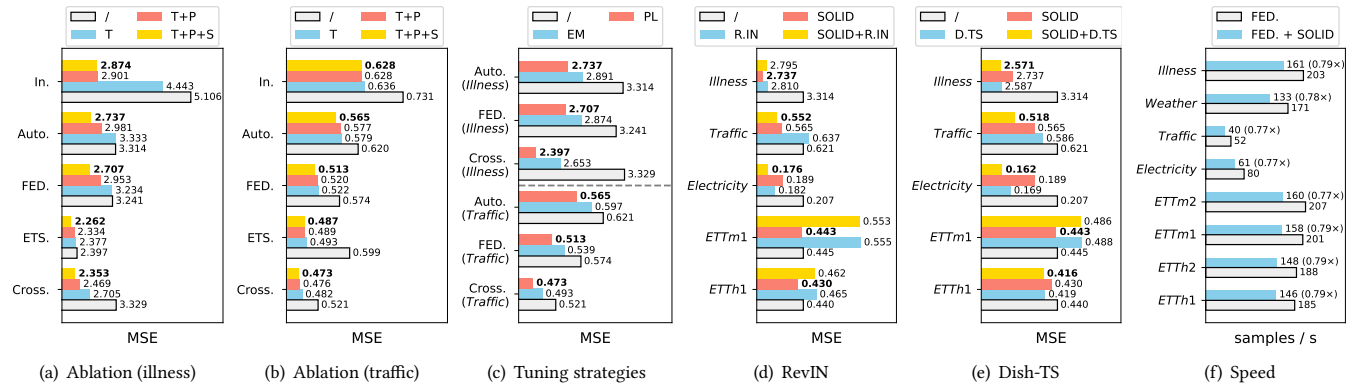 /
T
T+P
T+P+S
In.
2.874
2.901
4.443
5.106
Auto.
2.737
2.981
3.333
3.314
FED.
2.707
2.953
3.234
3.241
ETS.
2.262
2.334
2.377
2.397
Cross.
2.353
2.469
2.705
3.329
MSE
(a) Ablation (illness)
/
T
T+P
T+P+S
In.
0.628
0.628
0.636
0.731
Auto.
0.565
0.577
0.579
0.620
FED.
0.513
0.520
0.522
0.574
ETS.
0.487
0.489
0.493
0.599
Cross.
0.473
0.476
0.482
0.521
MSE
(b) Ablation (traffic)
/
EM
PL
Auto.
(Illness)
2.737
2.891
3.314
FED.
(Illness)
2.707
2.874
3.241
Cross.
(Illness)
2.397
2.653
3.329
Auto.
(Traffic)
0.565
0.597
0.621
FED.
(Traffic)
0.513
0.539
0.574
Cross.
(Traffic)
0.473
0.493
0.521
MSE
(c) Tuning strategies
/
R.IN
SOLID
SOLID+R.IN
Illness
2.795
2.737
2.810
3.314
Traffic
0.552
0.565
0.637
0.621
Electricity
0.176
0.189
0.182
0.207
ETTm1
0.553
0.443
0.555
0.445
ETTh1
0.462
0.430
0.465
0.440
MSE
(d) RevIN
/
D.TS
SOLID
SOLID+D.TS
Illness
2.571
2.737
2.587
3.314
Traffic
0.518
0.565
0.586
0.621
Electricity
0.162
0.189
0.169
0.207
ETTm1
0.486
0.443
0.488
0.445
ETTh1
0.416
0.430
0.419
0.440
MSE
(e) Dish-TS
FED.
FED. + SOLID
Illness
161 (0.79×)
203
Weather
133 (0.78×)
171
Traffic
40 (0.77×)
52
Electricity
61 (0.77×)
80
ETTm2
160 (0.77×)
207
ETTm1
158 (0.79×)
201
ETTh2
148 (0.79×)
188
ETTh1
146 (0.79×)
185
samples / s
(f) Speed